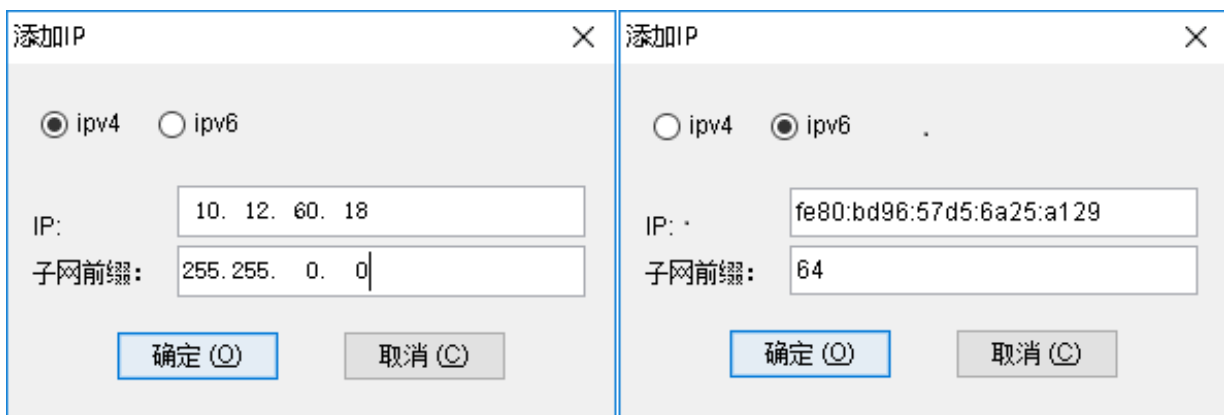 添加IP
ipv4 ipv6
IP: 10. 12. 60. 18
子网前缀： 255.255. 0. 0
确定(O) 取消(C)
添加IP
ipv4 ipv6
IP: fe80:bd96:57d5:6a25:a129
子网前缀： 64
确定(O) 取消(C)